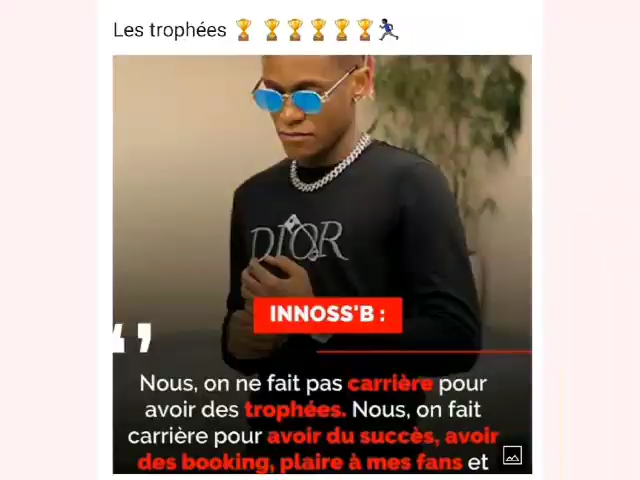 Les trophées 🏆 🏆 🏆 🏆 🏆 🏆 🏃🏿‍♂️
DIOR
INNOSS'B :
Nous, on ne fait pas carrière pour
avoir des trophées. Nous, on fait
carrière pour avoir du succès, avoir
des booking, plaire à mes fans et